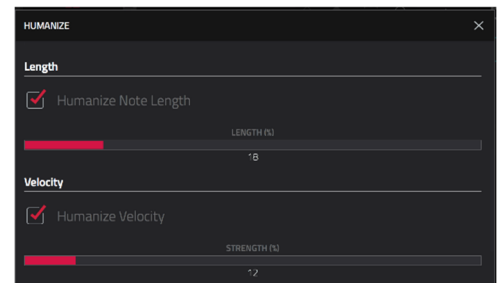 HUMANIZE
Length
Humanize Note Length
LENGTH (%)
18
Velocity
Humanize Velocity
STRENGTH (%)
12